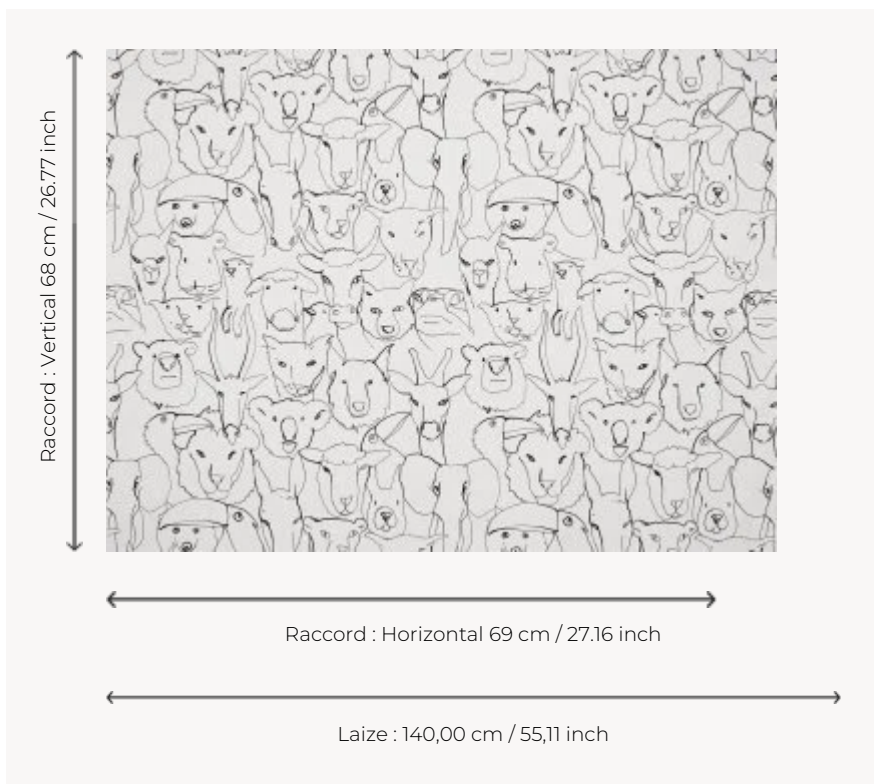 Raccord : Vertical 68 cm / 26.77 inch
Raccord : Horizontal 69 cm / 27.16 inch
Laize : 140,00 cm / 55,11 inch